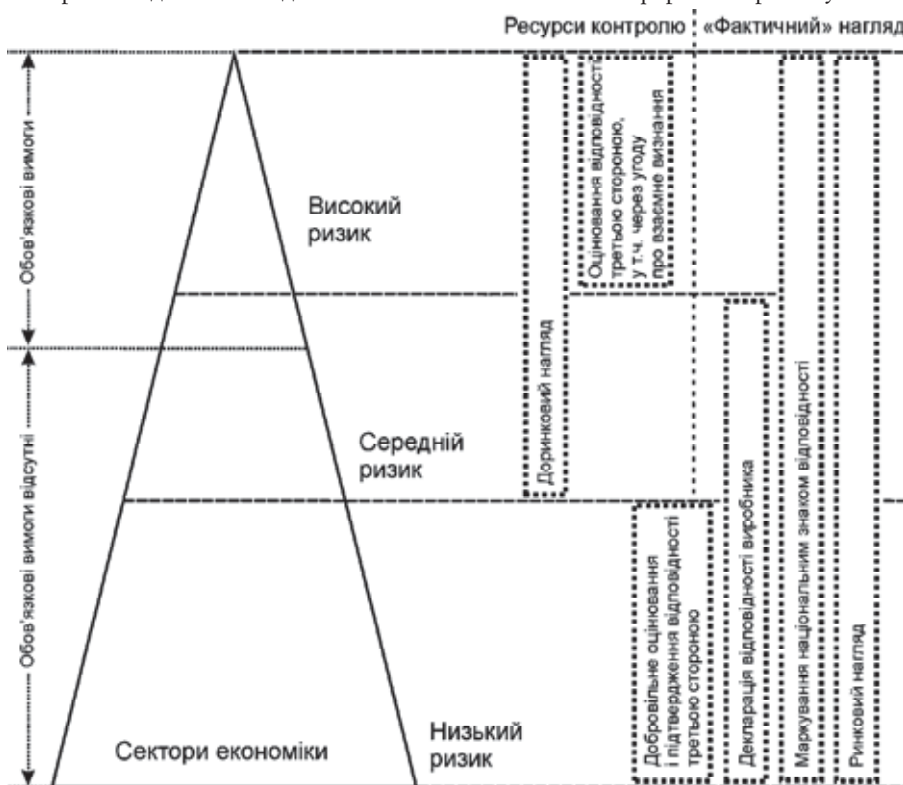 Ресурси контролю
«Фактичний» нагляд
Обов'язкові вимоги
Обов'язкові вимоги відсутні
Високий
ризик
Середній
ризик
Низький
ризик
Сектори економіки
Доринковий нагляд
Оцінювання відповідності
третьою стороною,
у т.ч. через угоду
про взаємне визнання
Добровільне оцінювання
і підтвердження відповідності
третьою стороною
Декларація відповідності виробника
Маркування національним знаком відповідності
Ринковий нагляд